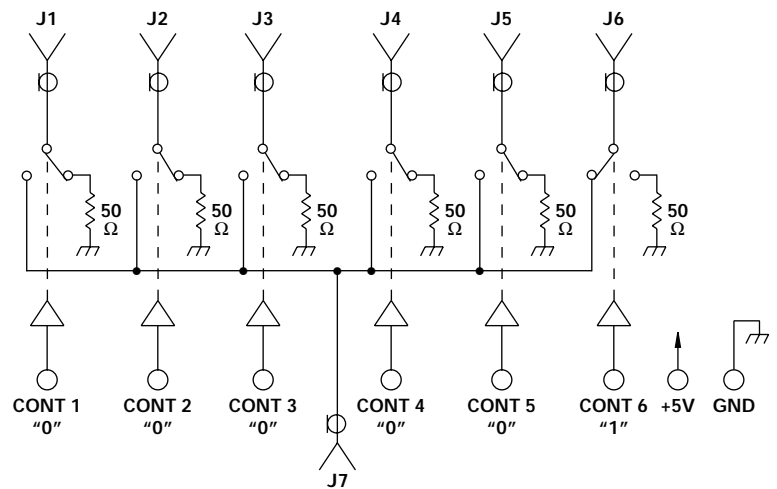 J1 J2 J3 J4 J5 J6
50 50 50 50 50 50
Ω Ω Ω Ω Ω Ω
CONT 1 CONT 2 CONT 3 CONT 4 CONT 5 CONT 6 +5V GND
“0” “0” “0” “0” “0” “1”
J7